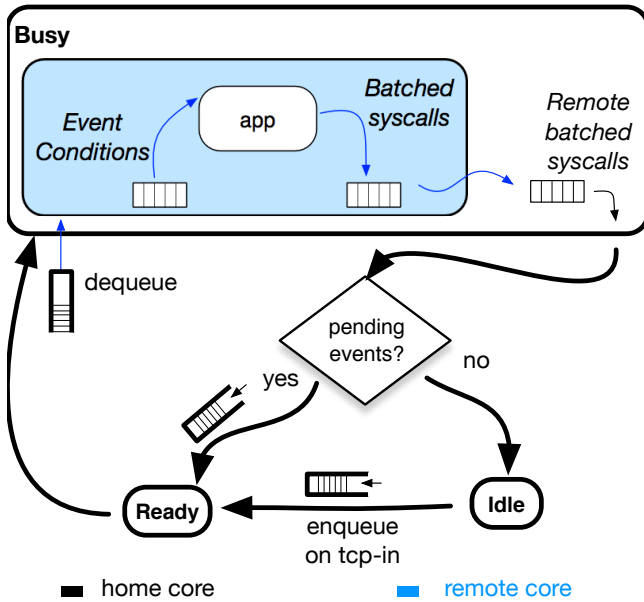 Busy
Event
Conditions
app
Batched
syscalls
Remote
batched
syscalls
dequeue
pending
events?
yes
no
Ready
Idle
enqueue
on tcp-in
home core
remote core